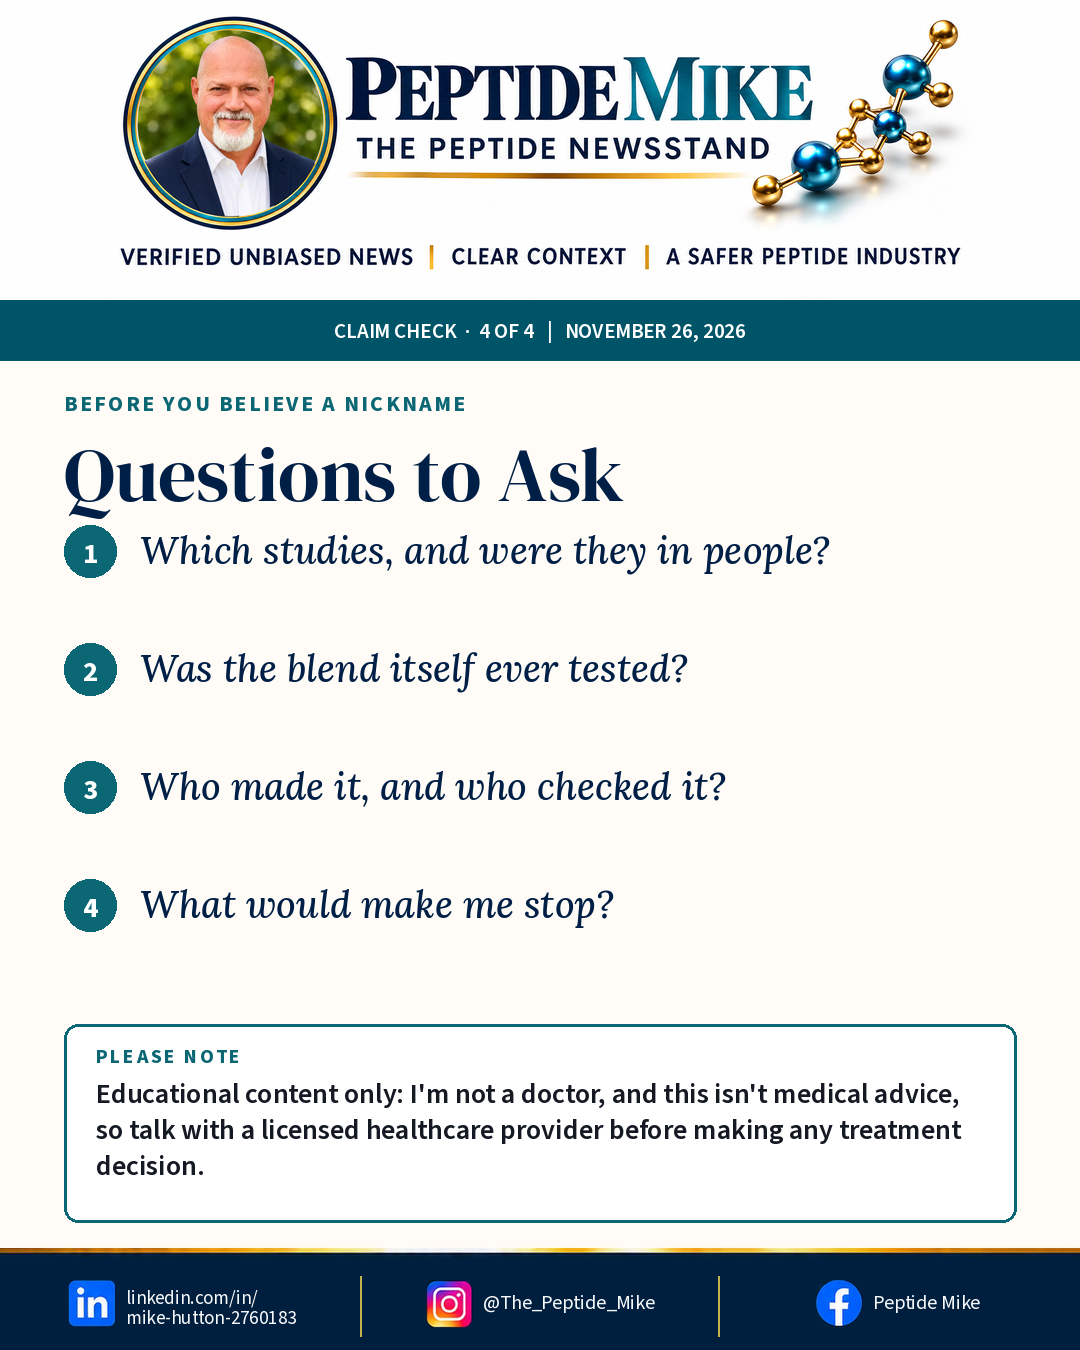 PEPTIDEMIKE
THE PEPTIDE NEWSSTAND
VERIFIED UNBIASED NEWS | CLEAR CONTEXT | A SAFER PEPTIDE INDUSTRY
CLAIM CHECK · 4 OF 4 | NOVEMBER 26, 2026
BEFORE YOU BELIEVE A NICKNAME
Questions to Ask
1 Which studies, and were they in people?
2 Was the blend itself ever tested?
3 Who made it, and who checked it?
4 What would make me stop?
PLEASE NOTE
Educational content only: I'm not a doctor, and this isn't medical advice,
so talk with a licensed healthcare provider before making any treatment
decision.
in linkedin.com/in/
mike-hutton-2760183
@The_Peptide_Mike
f Peptide Mike